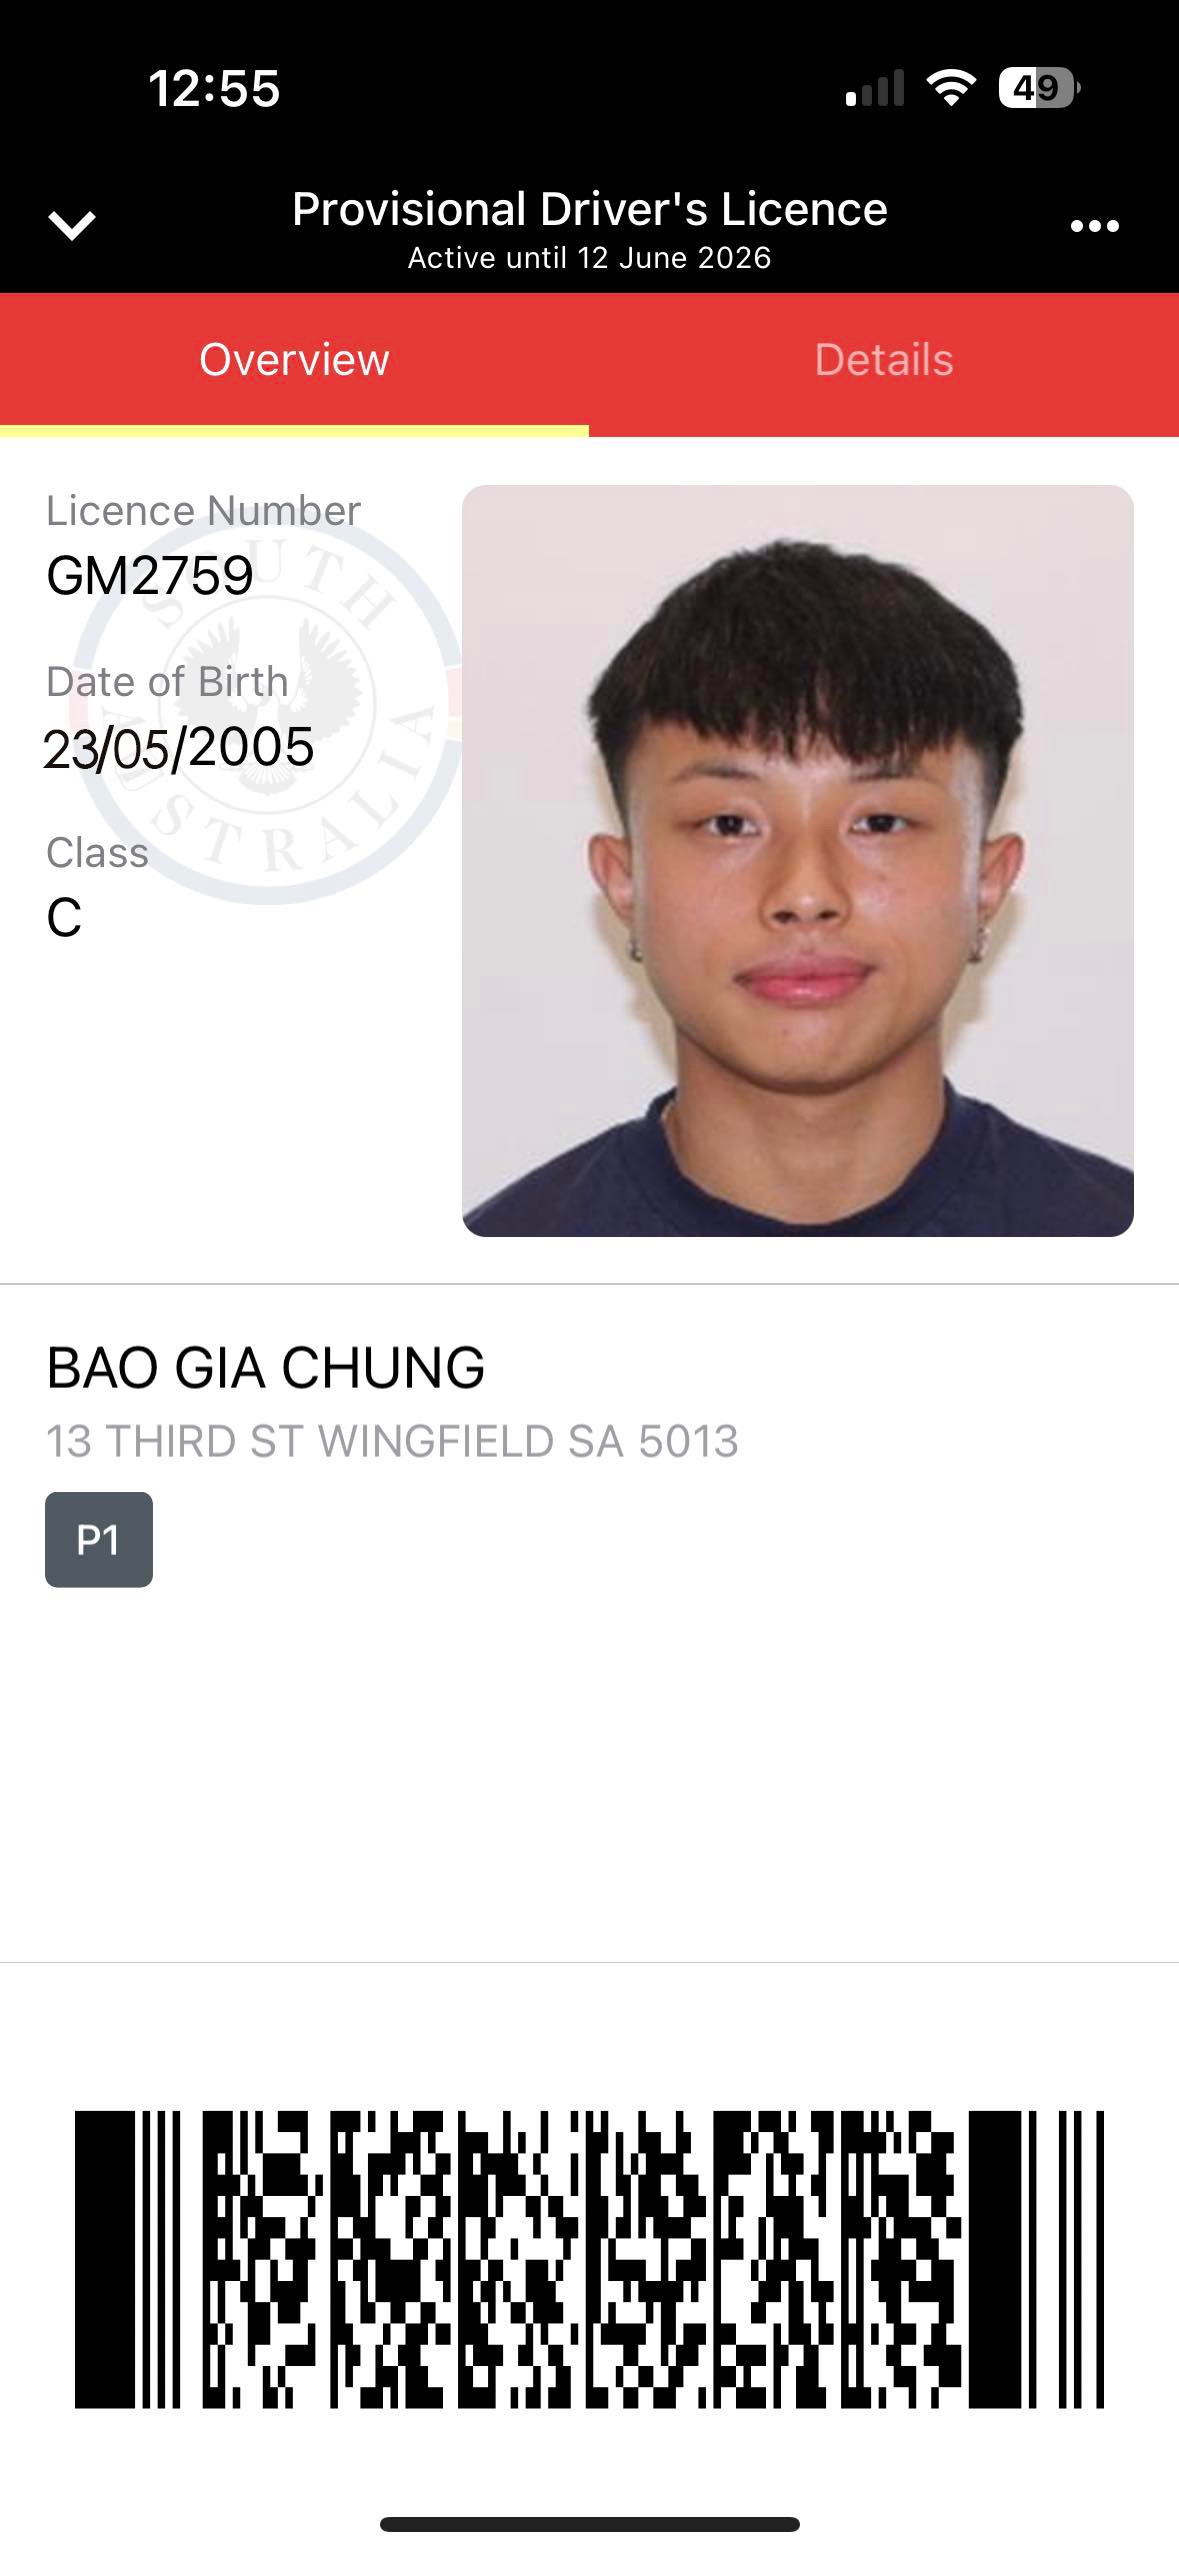 12:55
49
Provisional Driver's Licence
Active until 12 June 2026
Overview
Details
Licence Number
GM2759
Date of Birth
23/05/2005
Class
C
SOUTH AUSTRALIA
BAO GIA CHUNG
13 THIRD ST WINGFIELD SA 5013
P1